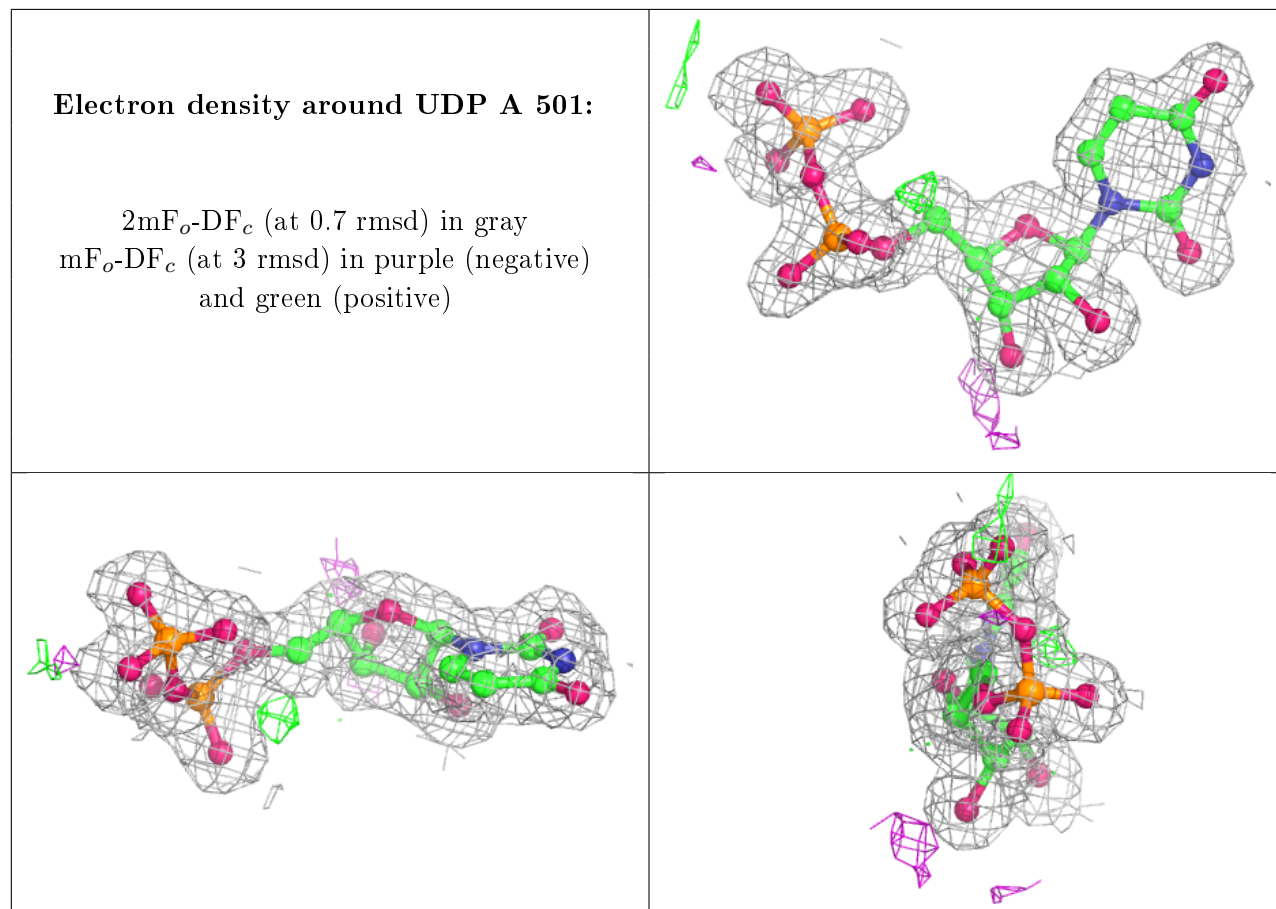 Electron density around UDP A 501:
2mFo-DFc (at 0.7 rmsd) in gray
mFo-DFc (at 3 rmsd) in purple (negative)
and green (positive)